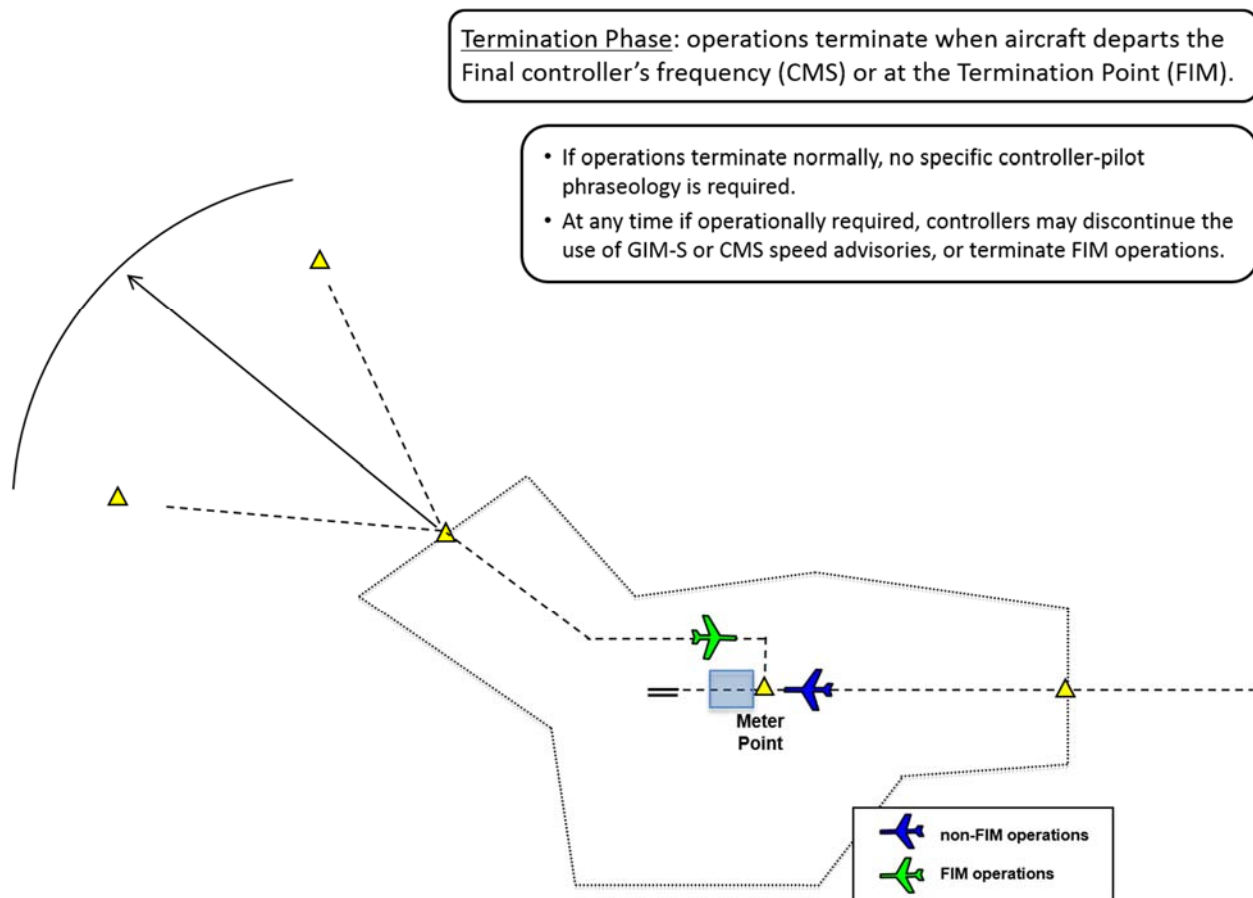 Termination Phase: operations terminate when aircraft departs the
Final controller's frequency (CMS) or at the Termination Point (FIM).
• If operations terminate normally, no specific controller-pilot
phraseology is required.
• At any time if operationally required, controllers may discontinue the
use of GIM-S or CMS speed advisories, or terminate FIM operations.
Meter
Point
non-FIM operations
FIM operations